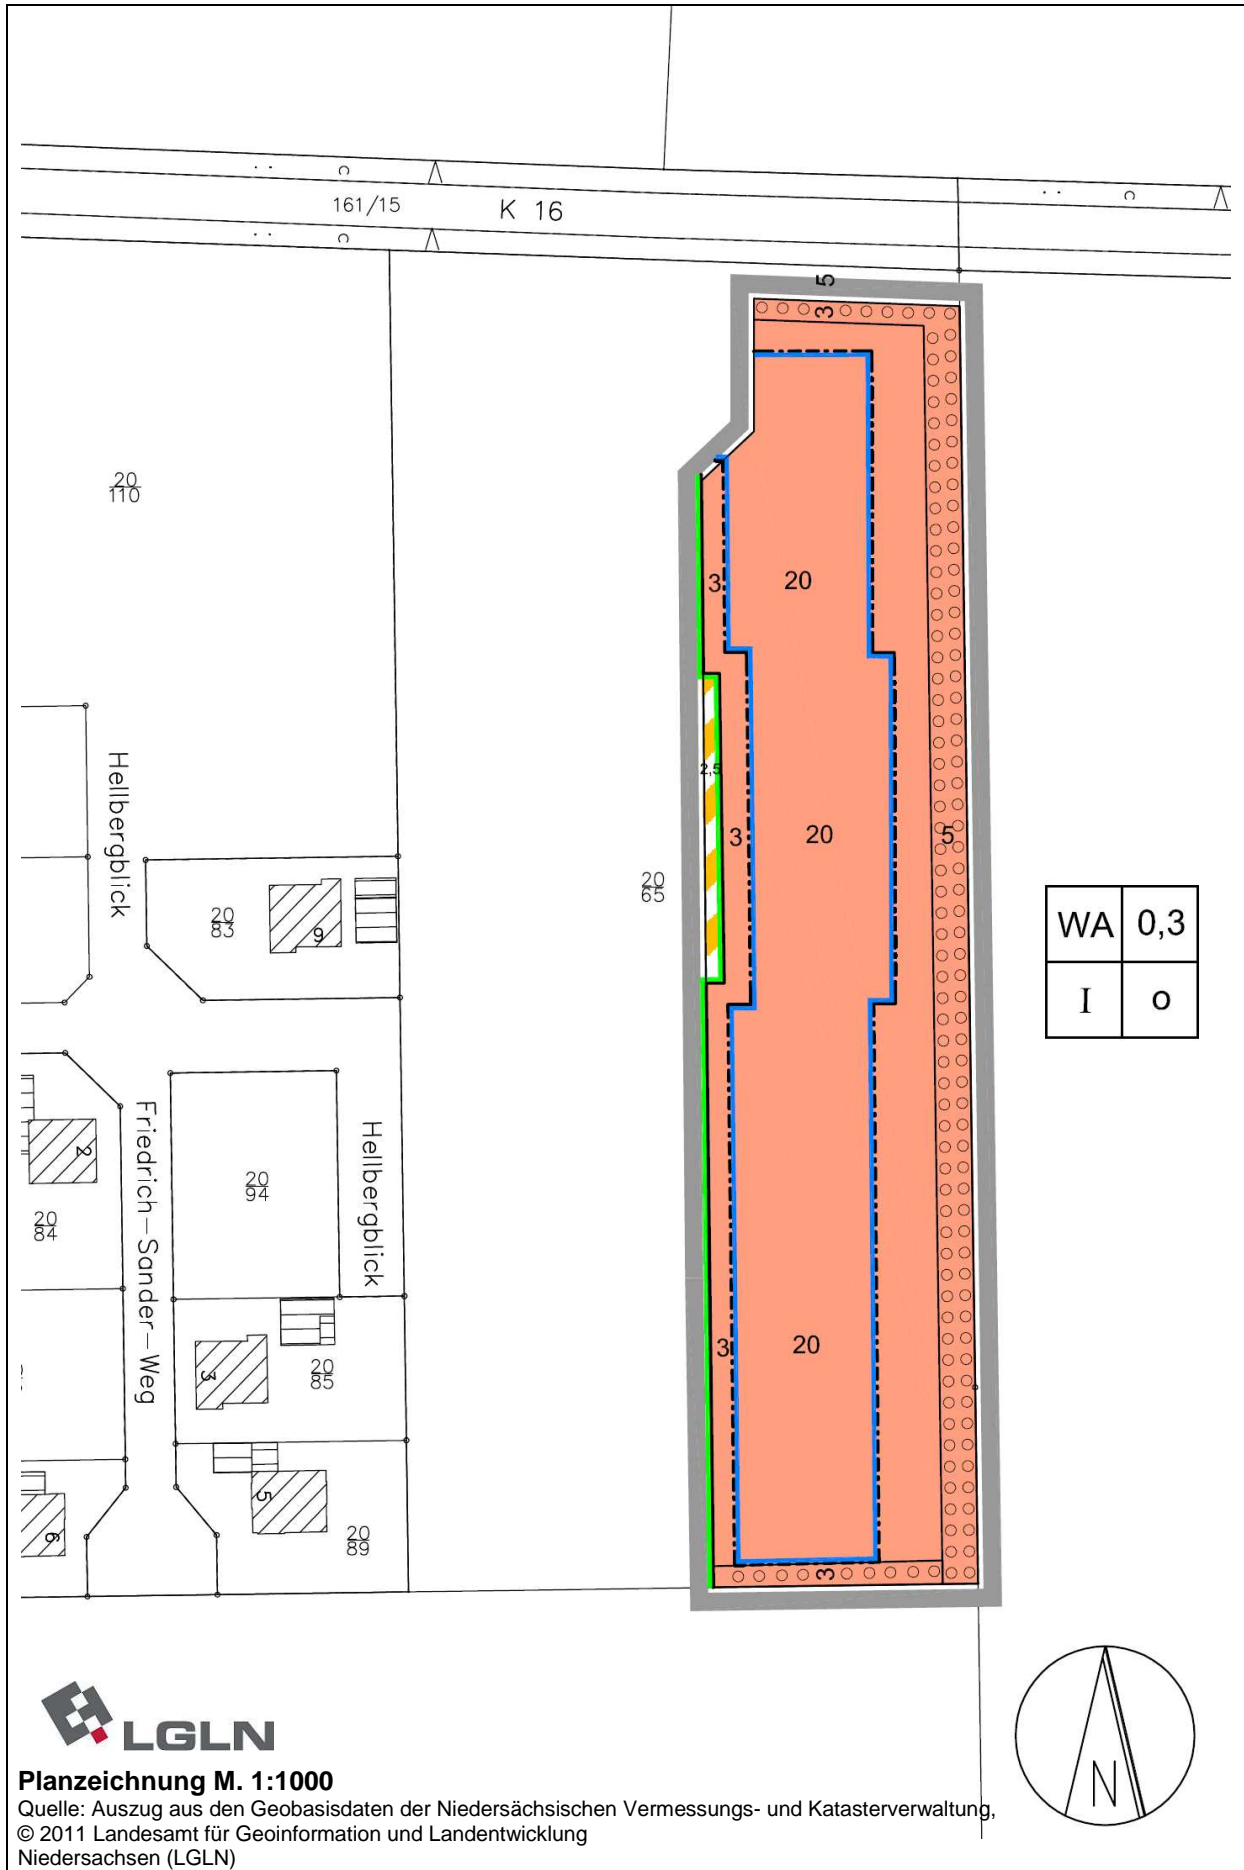 161/15
K 16
5
3
20
110
3
20
2,5
3
20
5
20
65
Hellbergblick
20
83
9
WA
0,3
I
o
Friedrich-Sander-Weg
Hellbergblick
2
20
84
20
94
3
20
85
3
20
5
20
89
6
3
LGLN
N
Planzeichnung M. 1:1000
Quelle: Auszug aus den Geobasisdaten der Niedersächsischen Vermessungs- und Katasterverwaltung,
© 2011 Landesamt für Geoinformation und Landentwicklung
Niedersachsen (LGLN)